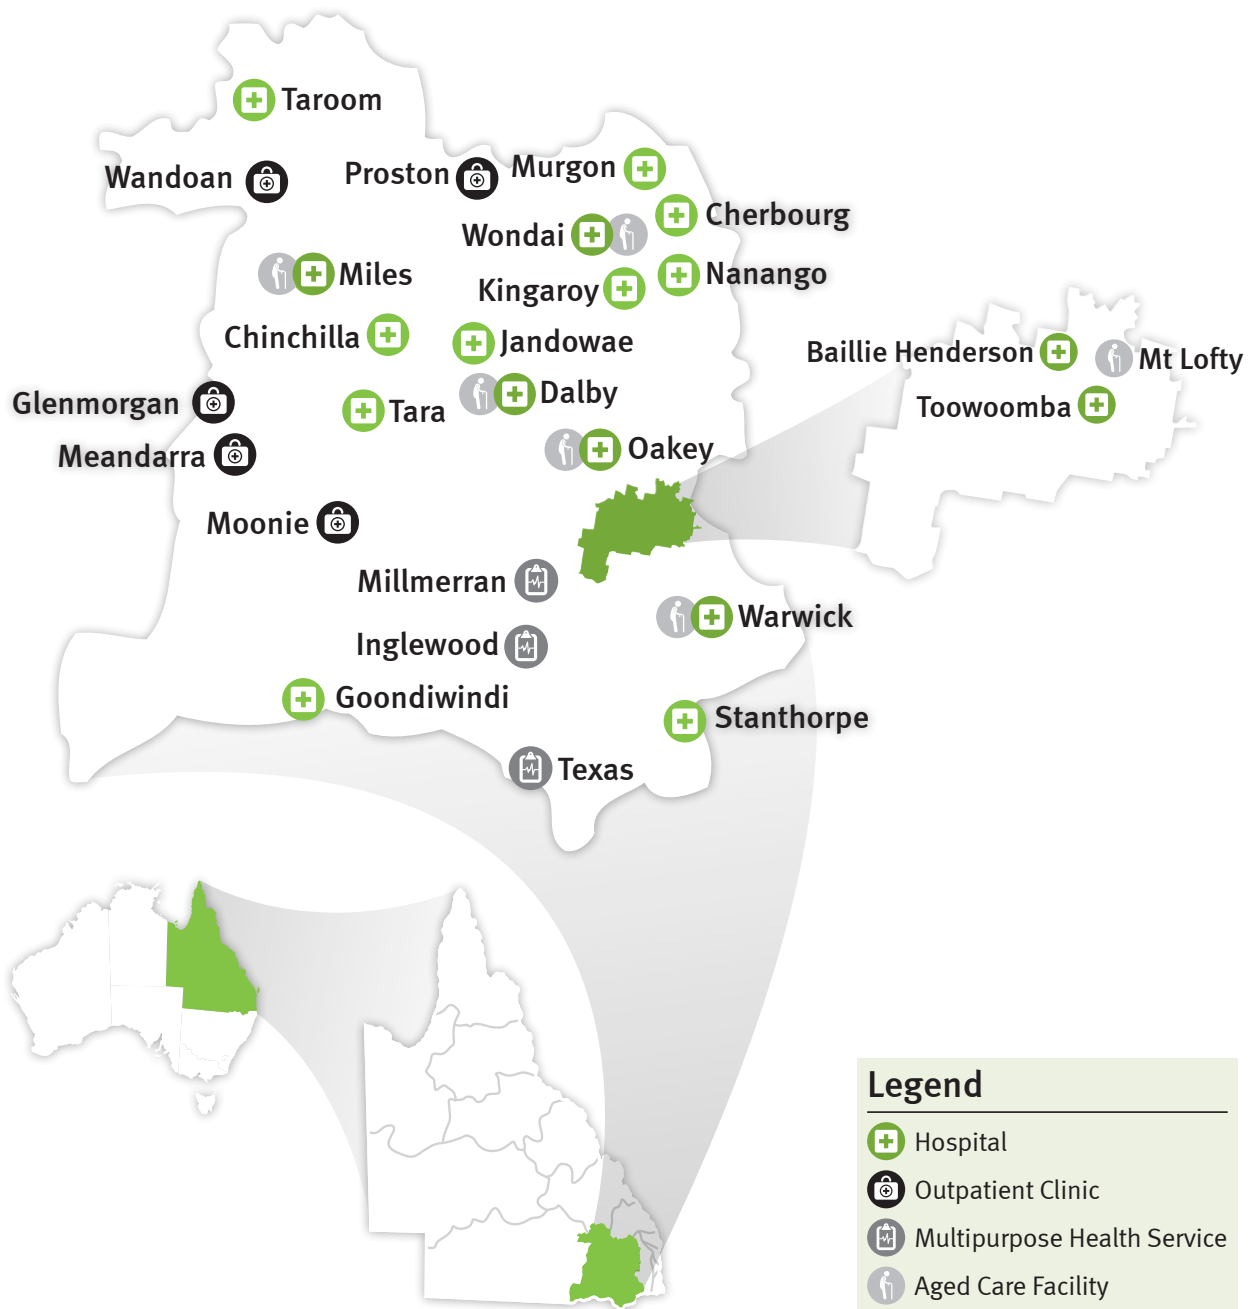 Taroom
Wandoan
Proston
Murgon
Cherbourg
Wondai
Miles
Nanango
Kingaroy
Chinchilla
Jandowae
Baillie Henderson
Mt Lofty
Glenmorgan
Tara
Dalby
Toowoomba
Meandarra
Oakey
Moonie
Millmerran
Warwick
Inglewood
Goondiwindi
Stanthorpe
Texas
Legend
Hospital
Outpatient Clinic
Multipurpose Health Service
Aged Care Facility